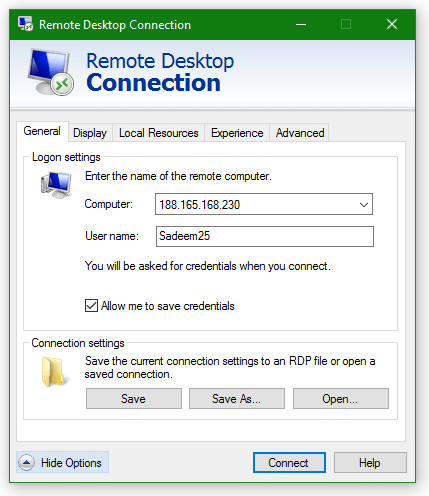 Remote Desktop Connection
Remote Desktop
Connection
General Display Local Resources Experience Advanced
Logon settings
Enter the name of the remote computer.
Computer: 188.165.168.230
User name: Sadeem25
You will be asked for credentials when you connect.
Allow me to save credentials
Connection settings
Save the current connection settings to an RDP file or open a
saved connection.
Save Save As... Open...
Hide Options Connect Help